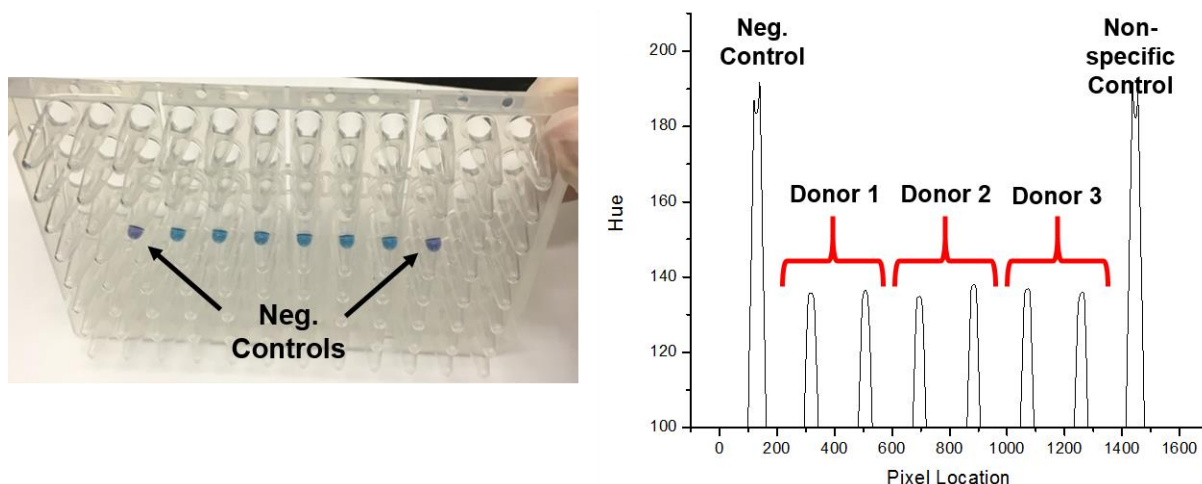 Neg.
Controls
Neg.
Control
Non-
specific
Control
Donor 1
Donor 2
Donor 3
Hue
200
180
160
140
120
100
0
200
400
600
800
1000
1200
1400
1600
Pixel Location